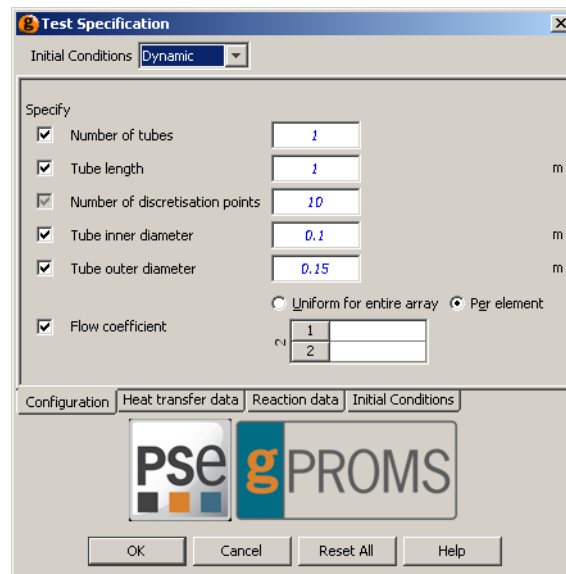 g Test Specification
Initial Conditions Dynamic
Specify
Number of tubes 1
Tube length 1 m
Number of discretisation points 10
Tube inner diameter 0.1 m
Tube outer diameter 0.15 m
Uniform for entire array Per element
Flow coefficient
2
1
2
Configuration Heat transfer data Reaction data Initial Conditions
PSe gPROMS
OK Cancel Reset All Help